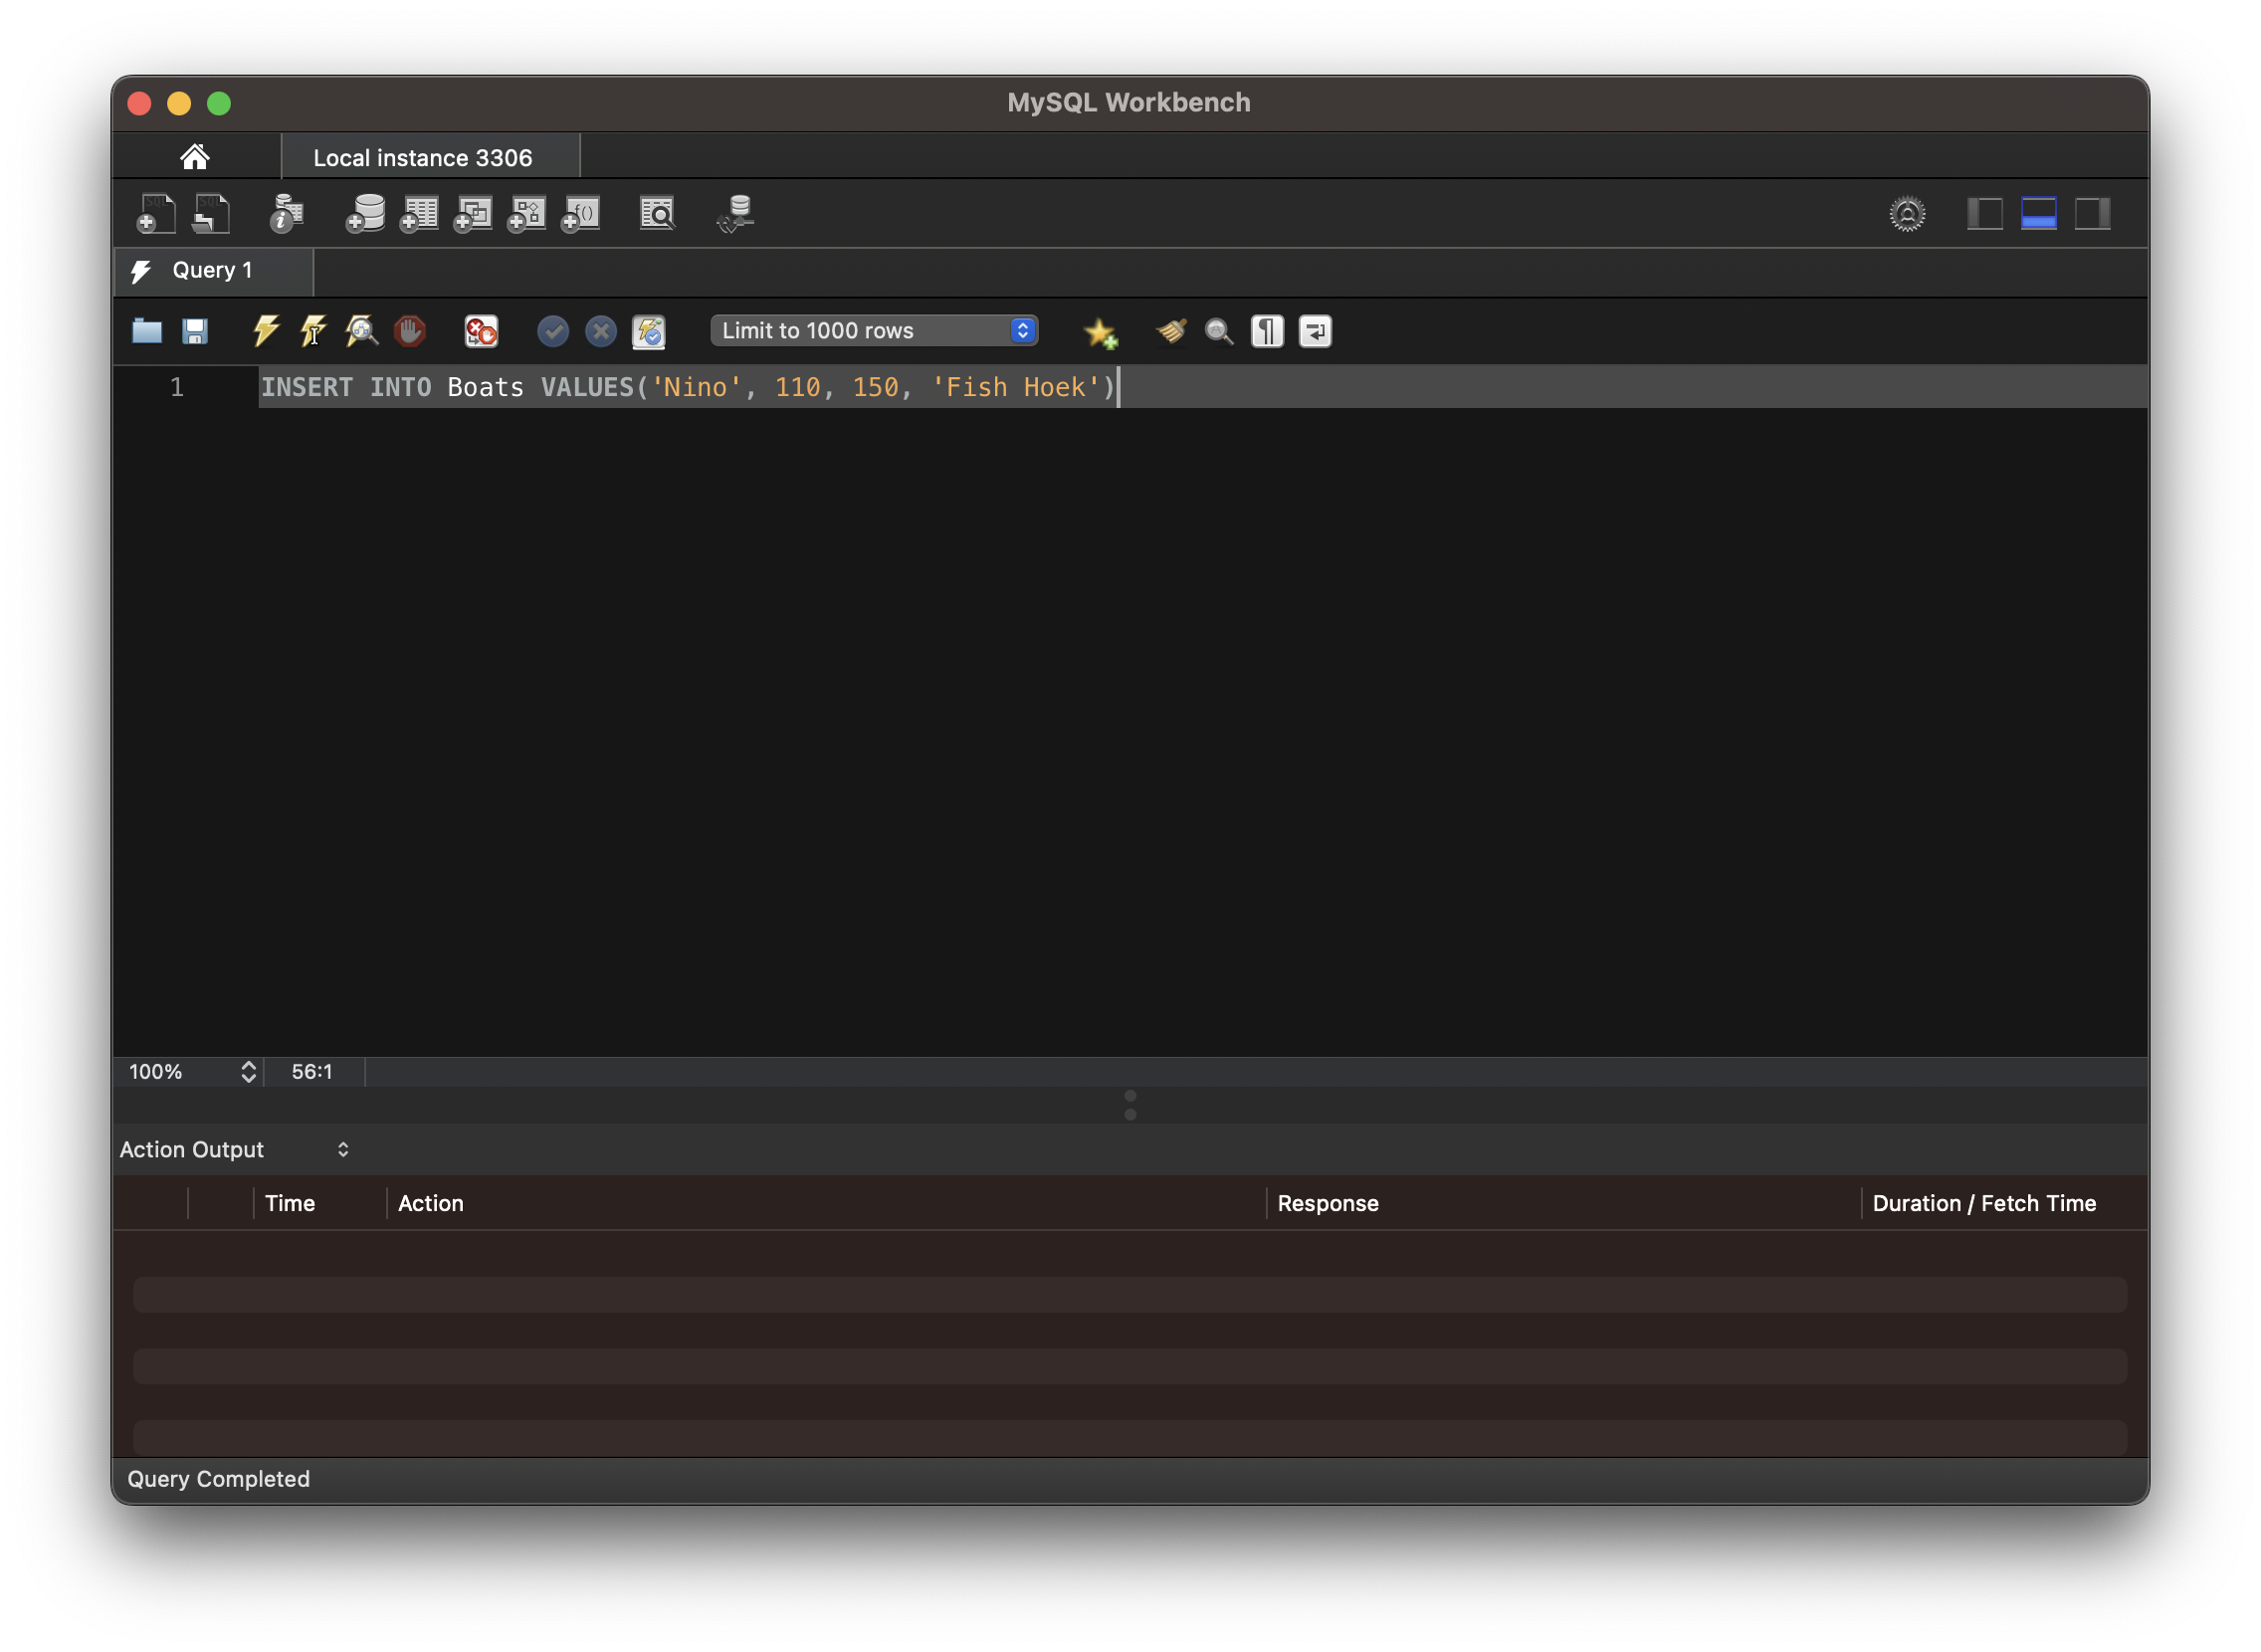 MySQL Workbench
Local instance 3306
Query 1
Limit to 1000 rows
1 INSERT INTO Boats VALUES('Nino', 110, 150, 'Fish Hoek')
100% 56:1
Action Output
Time Action Response Duration / Fetch Time
Query Completed